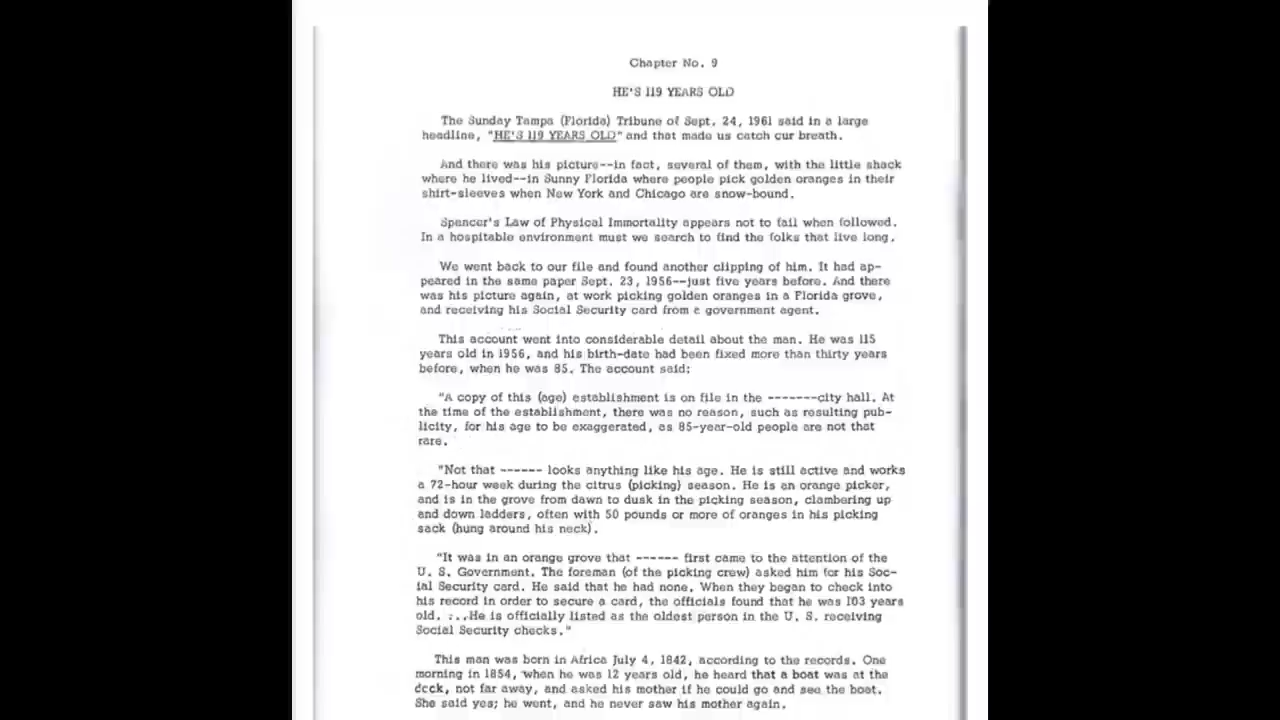 Chapter No. 9
HE'S 119 YEARS OLD
The Sunday Tampa (Florida) Tribune of Sept. 24, 1961 said in a large
headline, "HE'S 119 YEARS OLD" and that made us catch our breath.
And there was his picture--in fact, several of them, with the little shack
where he lived--in Sunny Florida where people pick golden oranges in their
shirt-sleeves when New York and Chicago are snow-bound.
Spencer's Law of Physical Immortality appears not to fail when followed.
In a hospitable environment must we search to find the folks that live long.
We went back to our file and found another clipping of him. It had ap-
peared in the same paper Sept. 23, 1956--just five years before. And there
was his picture again, at work picking golden oranges in a Florida grove,
and receiving his Social Security card from a government agent.
This account went into considerable detail about the man. He was 115
years old in 1956, and his birth-date had been fixed more than thirty years
before, when he was 85. The account said:
"A copy of this (age) establishment is on file in the -------city hall. At
the time of the establishment, there was no reason, such as resulting pub-
licity, for his age to be exaggerated, as 85-year-old people are not that
rare.
"Not that ------ looks anything like his age. He is still active and works
a 72-hour week during the citrus (picking) season. He is an orange picker,
and is in the grove from dawn to dusk in the picking season, clambering up
and down ladders, often with 50 pounds or more of oranges in his picking
sack (hung around his neck).
"It was in an orange grove that ------ first came to the attention of the
U. S. Government. The foreman (of the picking crew) asked him for his Soc-
ial Security card. He said that he had none. When they began to check into
his record in order to secure a card, the officials found that he was 103 years
old. ...He is officially listed as the oldest person in the U. S. receiving
Social Security checks."
This man was born in Africa July 4, 1842, according to the records. One
morning in 1854, when he was 12 years old, he heard that a boat was at the
dock, not far away, and asked his mother if he could go and see the boat.
She said yes; he went, and he never saw his mother again.